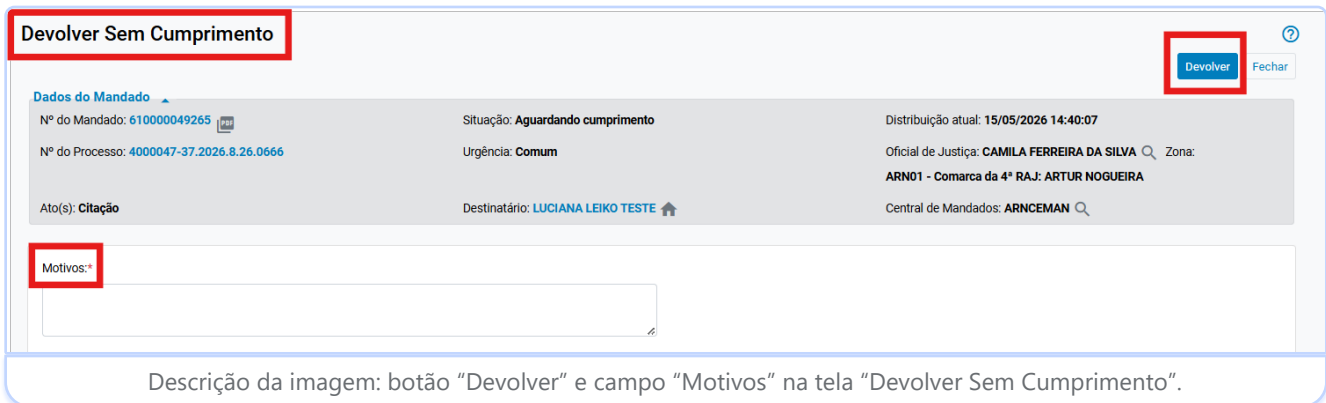 Devolver Sem Cumprimento
?
Devolver Fechar
Dados do Mandado
Nº do Mandado: 610000049265 PDF Situação: Aguardando cumprimento Distribuição atual: 15/05/2026 14:40:07
Nº do Processo: 4000047-37.2026.8.26.0666 Urgência: Comum Oficial de Justiça: CAMILA FERREIRA DA SILVA Zona:
ARN01 - Comarca da 4ª RAJ: ARTUR NOGUEIRA
Ato(s): Citação Destinatário: LUCIANA LEIKO TESTE Central de Mandados: ARNCEMAN
Motivos:*
Descrição da imagem: botão “Devolver” e campo “Motivos” na tela “Devolver Sem Cumprimento”.